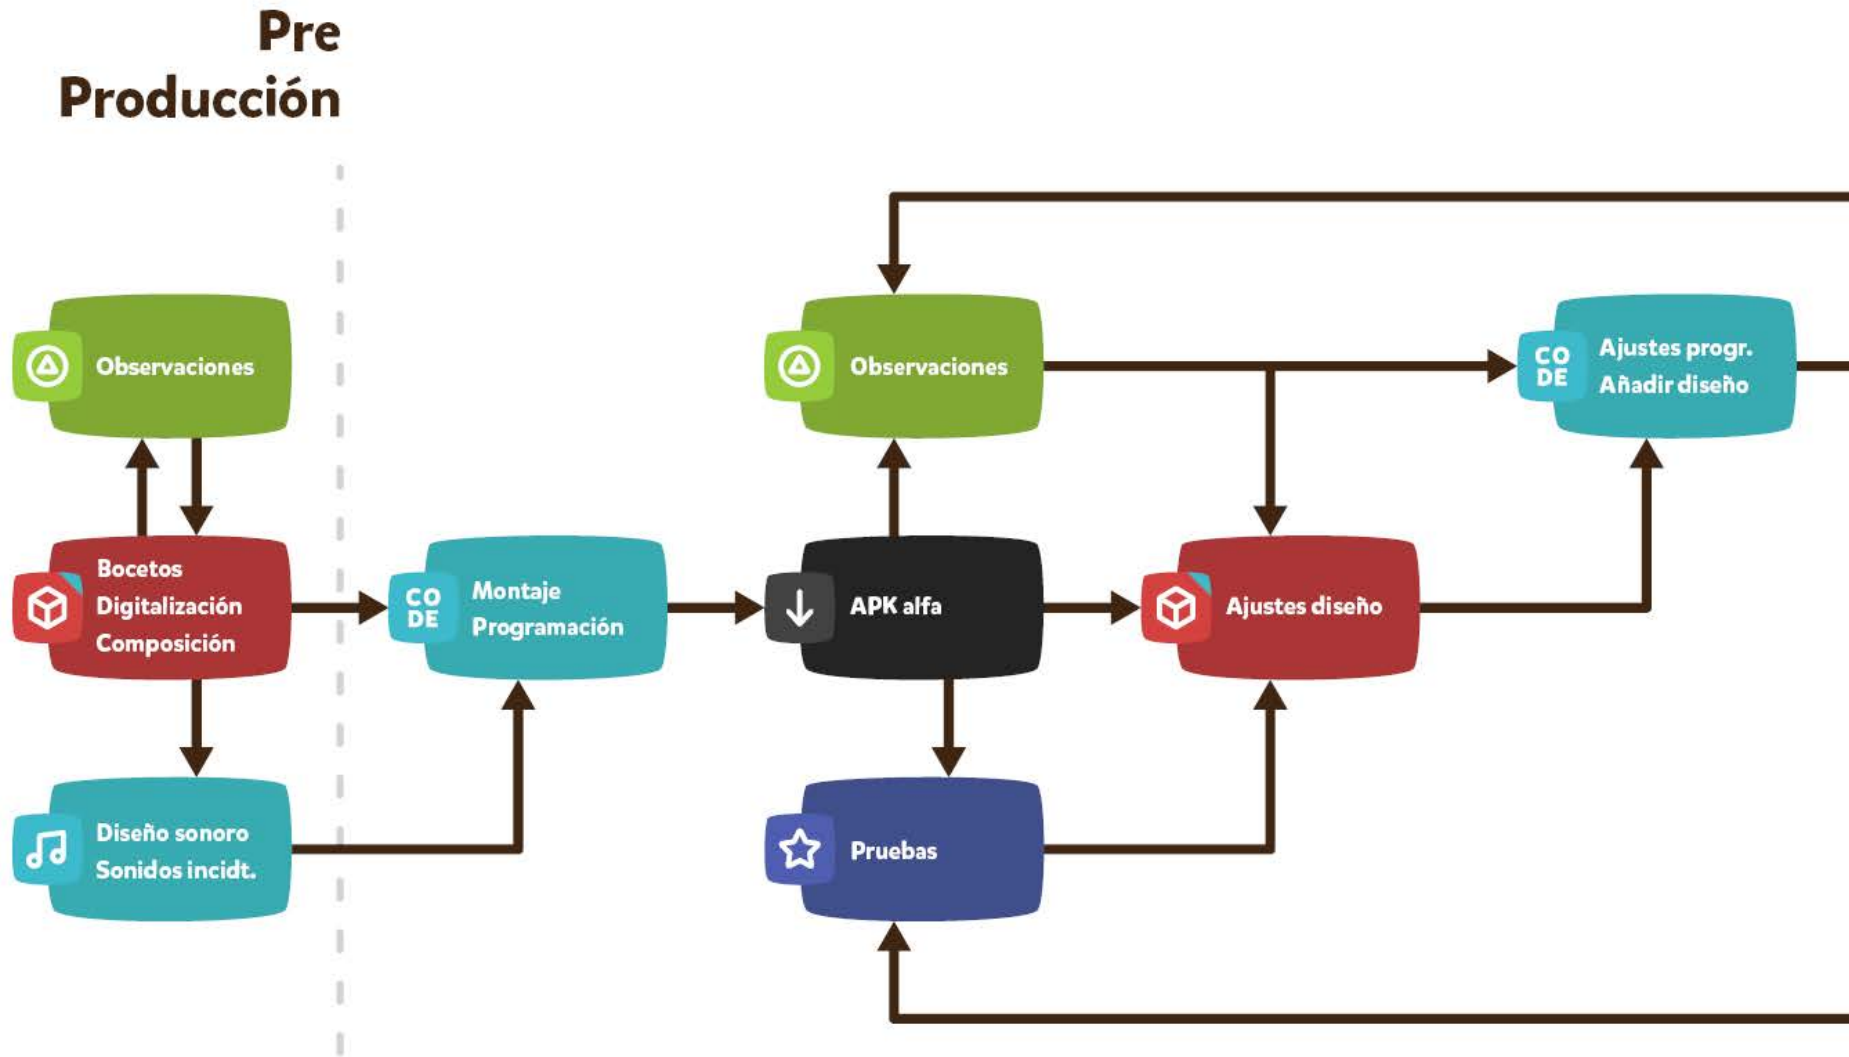 Pre
Producción
Observaciones
Bocetos
Digitalización
Composición
Diseño sonoro
Sonidos incidt.
CO
DE
Montaje
Programación
Observaciones
APK alfa
Pruebas
Ajustes diseño
CO
DE
Ajustes progr.
Añadir diseño